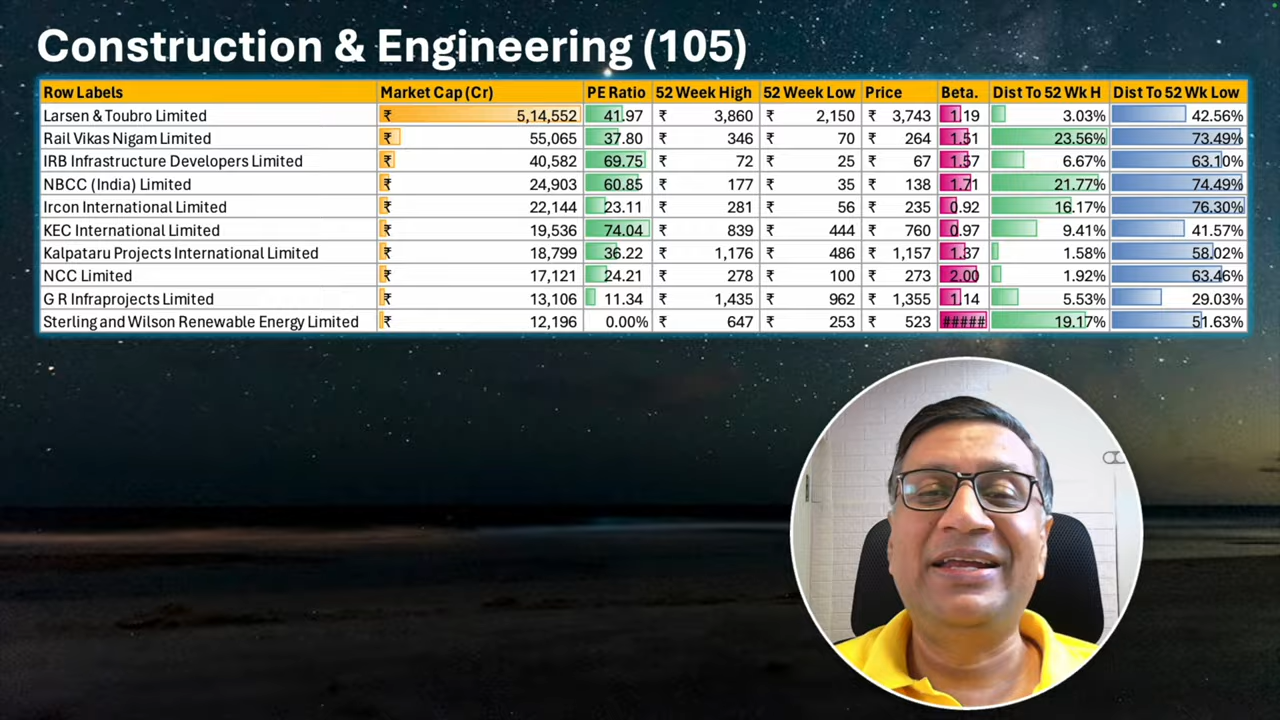 Construction & Engineering (105)
Row Labels Market Cap (Cr) PE Ratio 52 Week High 52 Week Low Price Beta. Dist To 52 Wk H Dist To 52 Wk Low
Larsen & Toubro Limited ₹ 5,14,552 41.97 ₹ 3,860 ₹ 2,150 ₹ 3,743 1.19 3.03% 42.56%
Rail Vikas Nigam Limited ₹ 55,065 37.80 ₹ 346 ₹ 70 ₹ 264 1.51 23.56% 73.49%
IRB Infrastructure Developers Limited ₹ 40,582 69.75 ₹ 72 ₹ 25 ₹ 67 1.57 6.67% 63.10%
NBCC (India) Limited ₹ 24,903 60.85 ₹ 177 ₹ 35 ₹ 138 1.71 21.77% 74.49%
Ircon International Limited ₹ 22,144 23.11 ₹ 281 ₹ 56 ₹ 235 0.92 16.17% 76.30%
KEC International Limited ₹ 19,536 74.04 ₹ 839 ₹ 444 ₹ 760 0.97 9.41% 41.57%
Kalpataru Projects International Limited ₹ 18,799 36.22 ₹ 1,176 ₹ 486 ₹ 1,157 1.37 1.58% 58.02%
NCC Limited ₹ 17,121 24.21 ₹ 278 ₹ 100 ₹ 273 2.00 1.92% 63.46%
G R Infraprojects Limited ₹ 13,106 11.34 ₹ 1,435 ₹ 962 ₹ 1,355 1.14 5.53% 29.03%
Sterling and Wilson Renewable Energy Limited ₹ 12,196 0.00% ₹ 647 ₹ 253 ₹ 523 ##### 19.17% 51.63%